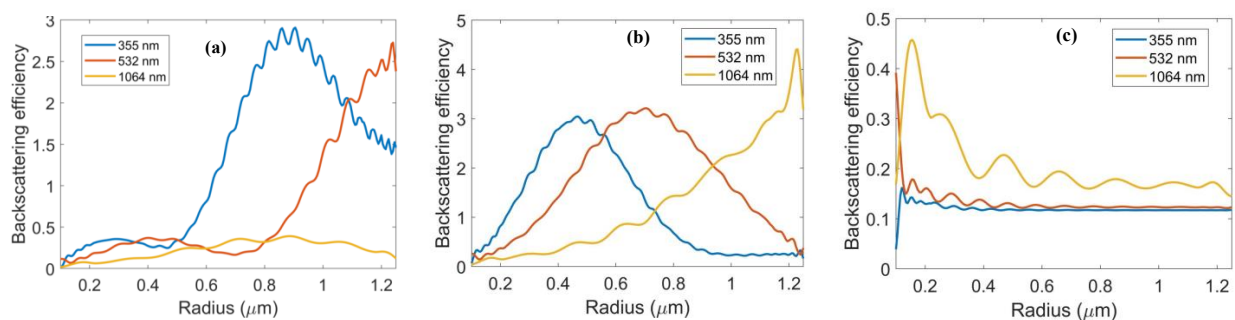 (a)
355 nm
532 nm
1064 nm
Backscattering efficiency
3
2.5
2
1.5
1
0.5
0
0.2
0.4
0.6
0.8
1
1.2
Radius (μm)
(b)
355 nm
532 nm
1064 nm
Backscattering efficiency
5
4
3
2
1
0
0.2
0.4
0.6
0.8
1
1.2
Radius (μm)
(c)
355 nm
532 nm
1064 nm
Backscattering efficiency
0.5
0.4
0.3
0.2
0.1
0.0
0.2
0.4
0.6
0.8
1
1.2
Radius (μm)